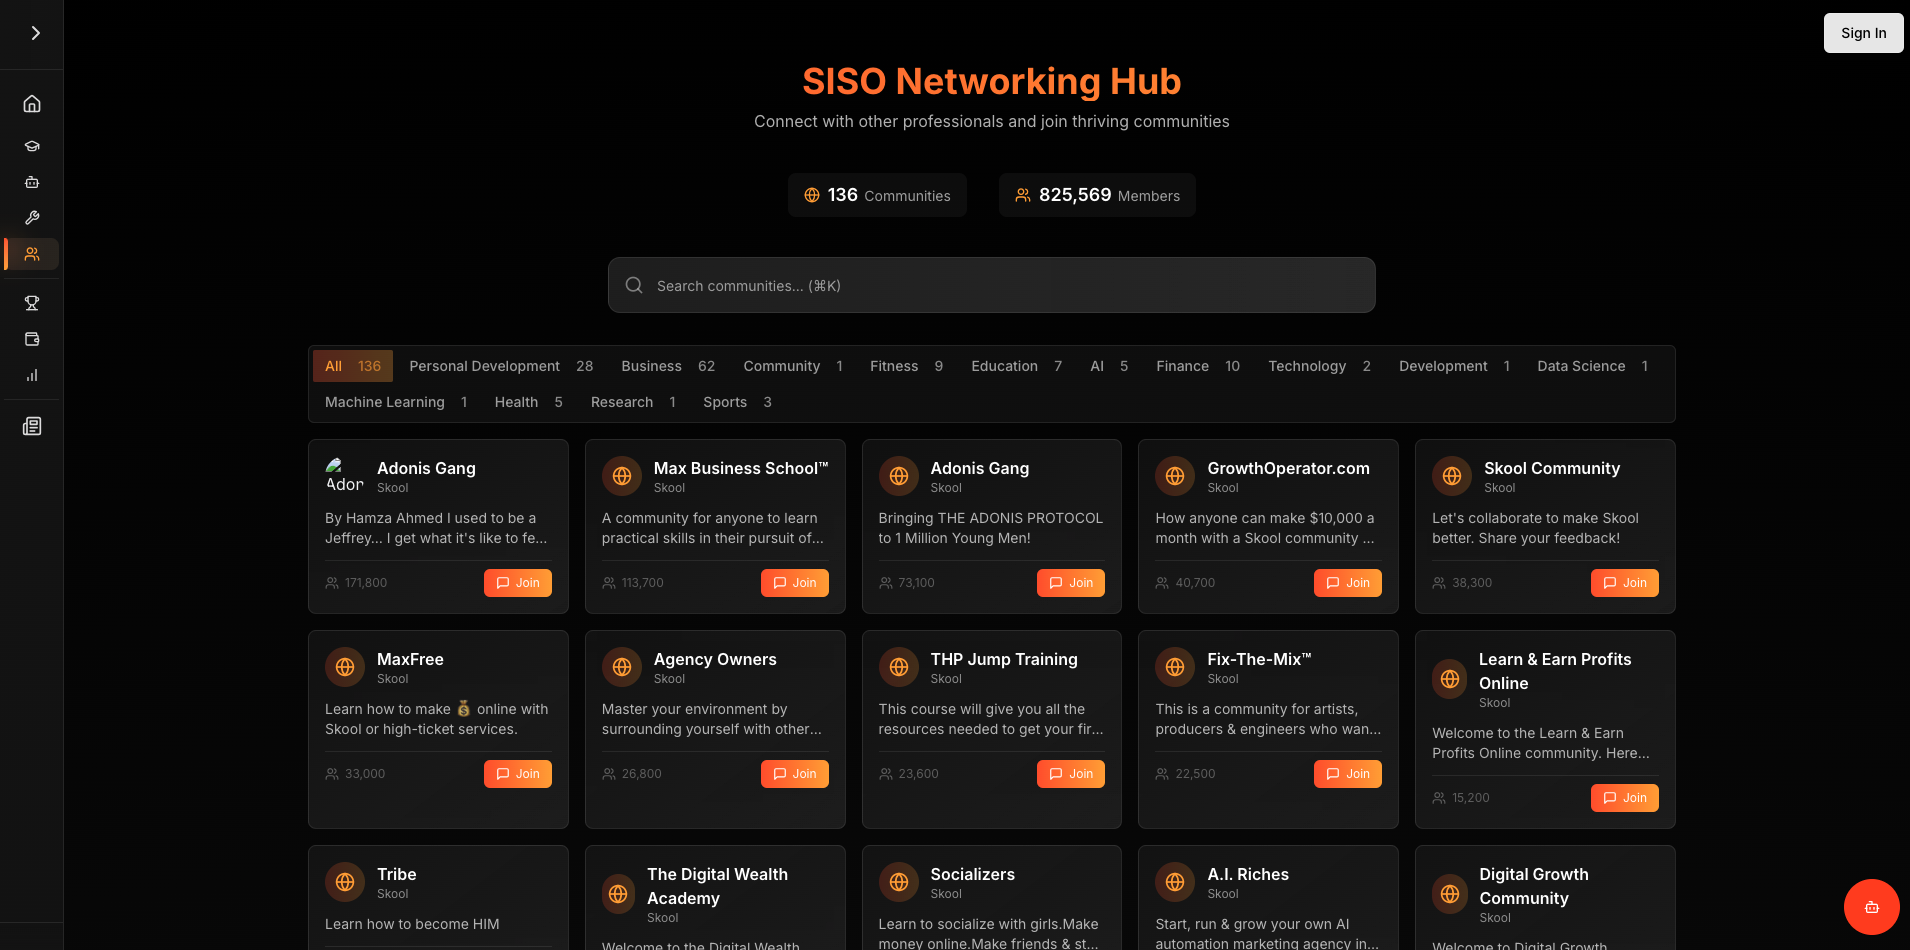 Sign In
SISO Networking Hub
Connect with other professionals and join thriving communities
136 Communities 825,569 Members
Search communities... (⌘K)
All 136 Personal Development 28 Business 62 Community 1 Fitness 9 Education 7 AI 5 Finance 10 Technology 2 Development 1 Data Science 1
Machine Learning 1 Health 5 Research 1 Sports 3
Ador
Adonis Gang
Skool
By Hamza Ahmed I used to be a
Jeffrey... I get what it's like to fe...
171,800 Join
Max Business School™
Skool
A community for anyone to learn
practical skills in their pursuit of...
113,700 Join
Adonis Gang
Skool
Bringing THE ADONIS PROTOCOL
to 1 Million Young Men!
73,100 Join
GrowthOperator.com
Skool
How anyone can make $10,000 a
month with a Skool community ...
40,700 Join
Skool Community
Skool
Let's collaborate to make Skool
better. Share your feedback!
38,300 Join
MaxFree
Skool
Learn how to make 💰 online with
Skool or high-ticket services.
33,000 Join
Agency Owners
Skool
Master your environment by
surrounding yourself with other...
26,800 Join
THP Jump Training
Skool
This course will give you all the
resources needed to get your fir...
23,600 Join
Fix-The-Mix™
Skool
This is a community for artists,
producers & engineers who wan...
22,500 Join
Learn & Earn Profits
Online
Skool
Welcome to the Learn & Earn
Profits Online community. Here...
15,200 Join
Tribe
Skool
Learn how to become HIM
The Digital Wealth
Academy
Skool
Welcome to the Digital Wealth
Socializers
Skool
Learn to socialize with girls.Make
money online.Make friends & st...
A.I. Riches
Skool
Start, run & grow your own AI
automation marketing agency in...
Digital Growth
Community
Skool
Welcome to Digital Growth